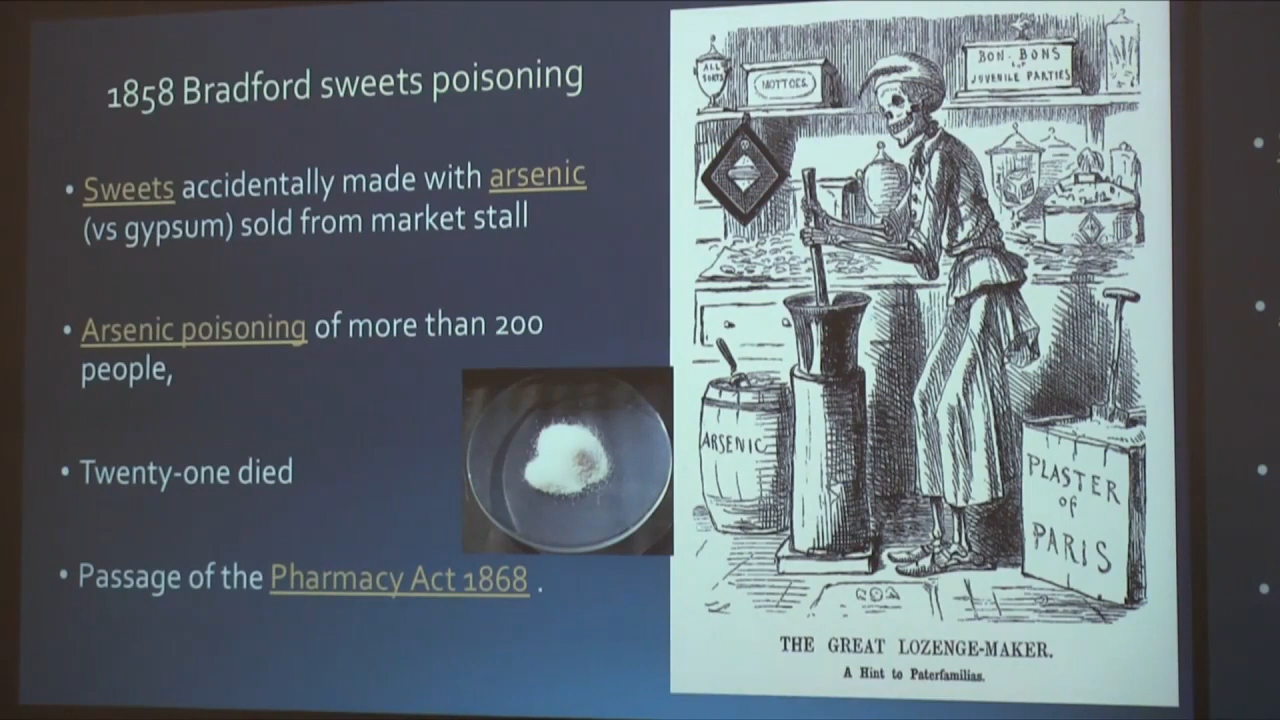 1858 Bradford sweets poisoning
• Sweets accidentally made with arsenic
(vs gypsum) sold from market stall
• Arsenic poisoning of more than 200
people,
• Twenty-one died
• Passage of the Pharmacy Act 1868 .
ALL
SORTS
MOTTOES
BON-BONS
FOR
JUVENILE PARTIES
ARSENIC
PLASTER
of
PARIS
THE GREAT LOZENGE-MAKER.
A Hint to Paterfamilias.